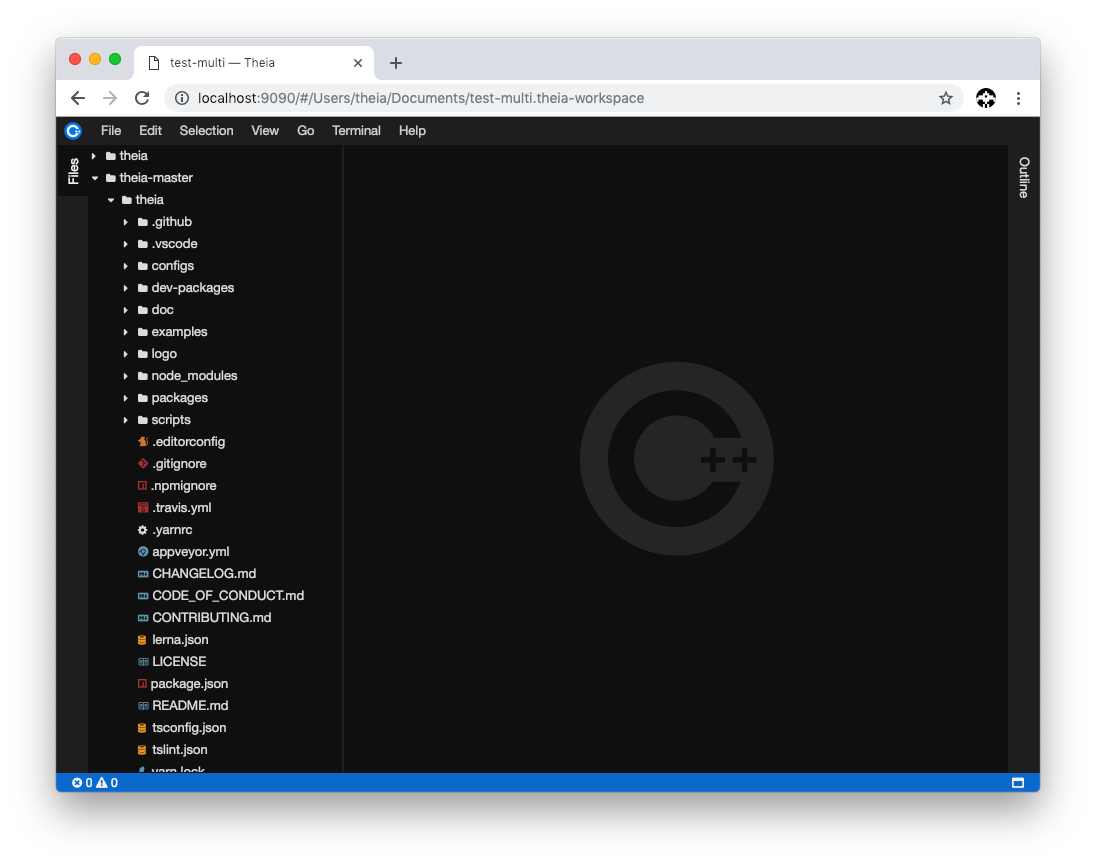 test-multi — Theia
localhost:9090/#/Users/theia/Documents/test-multi.theia-workspace
File Edit Selection View Go Terminal Help
Files
theia
theia-master
theia
.github
.vscode
configs
dev-packages
doc
examples
logo
node_modules
packages
scripts
.editorconfig
.gitignore
.npmignore
.travis.yml
.yarnrc
appveyor.yml
CHANGELOG.md
CODE_OF_CONDUCT.md
CONTRIBUTING.md
lerna.json
LICENSE
package.json
README.md
tsconfig.json
tslint.json
yarn.lock
Outline
C++
0 0